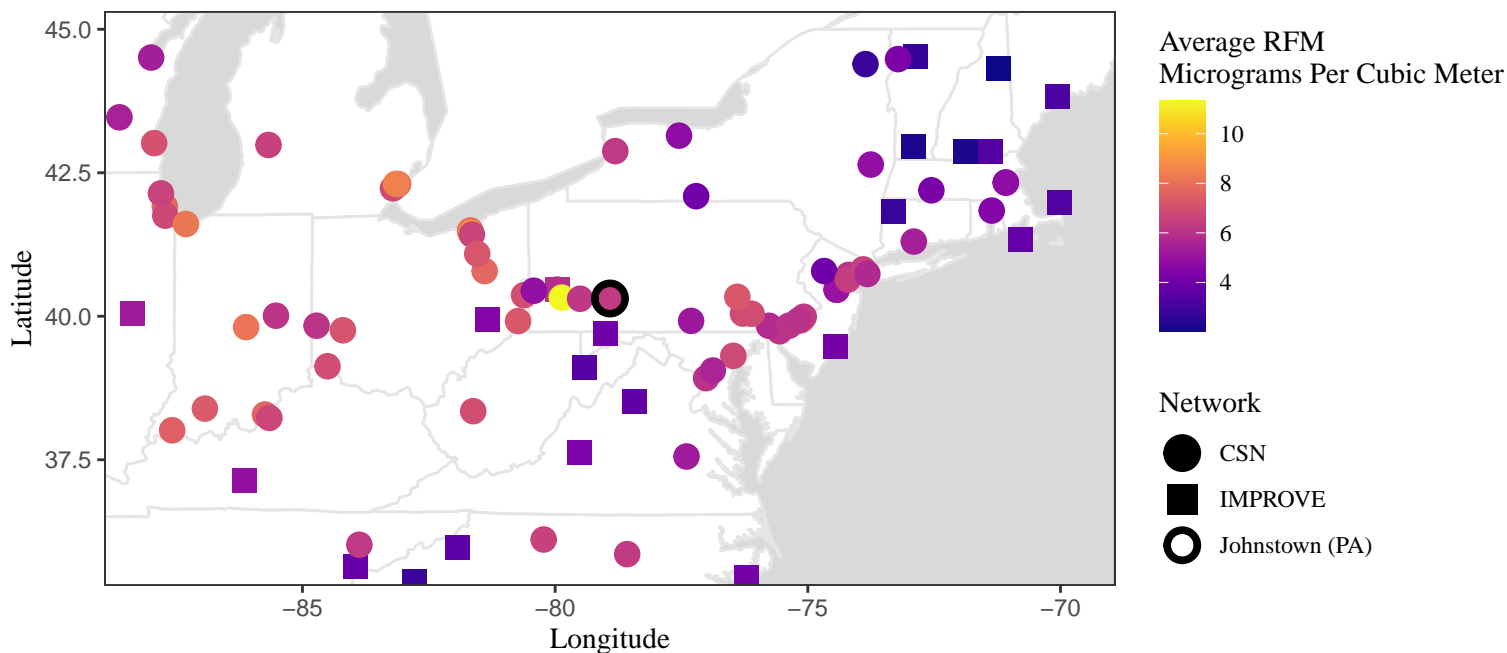 45.0
42.5
40.0
37.5
Latitude
−85
−80
−75
−70
Longitude
Average RFM
Micrograms Per Cubic Meter
10
8
6
4
Network
CSN
IMPROVE
Johnstown (PA)